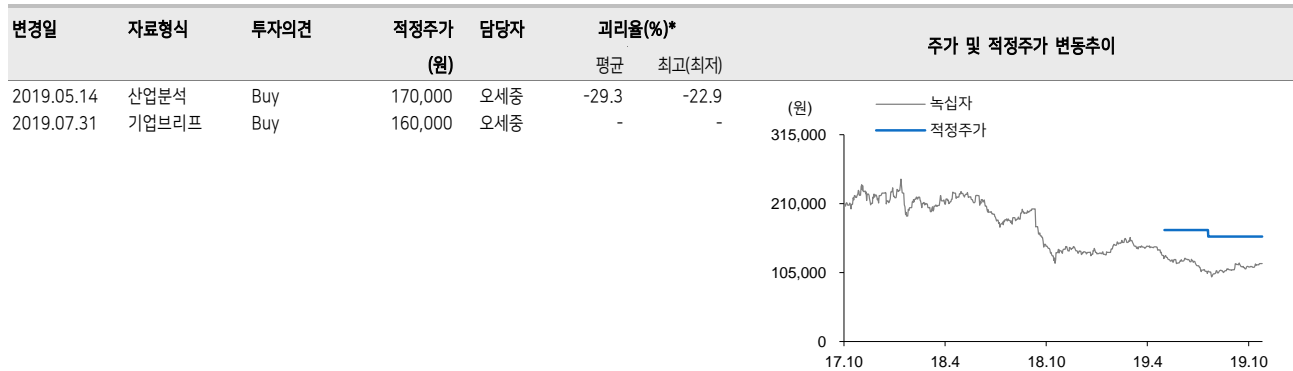 변경일 자료형식 투자의견 적정주가 담당자 괴리율(%)*
(원) 평균 최고(최저)
2019.05.14 산업분석 Buy 170,000 오세중 -29.3 -22.9
2019.07.31 기업브리프 Buy 160,000 오세중 - -
주가 및 적정주가 변동추이
(원)
녹십자
적정주가
315,000
210,000
105,000
0
17.10 18.4 18.10 19.4 19.10